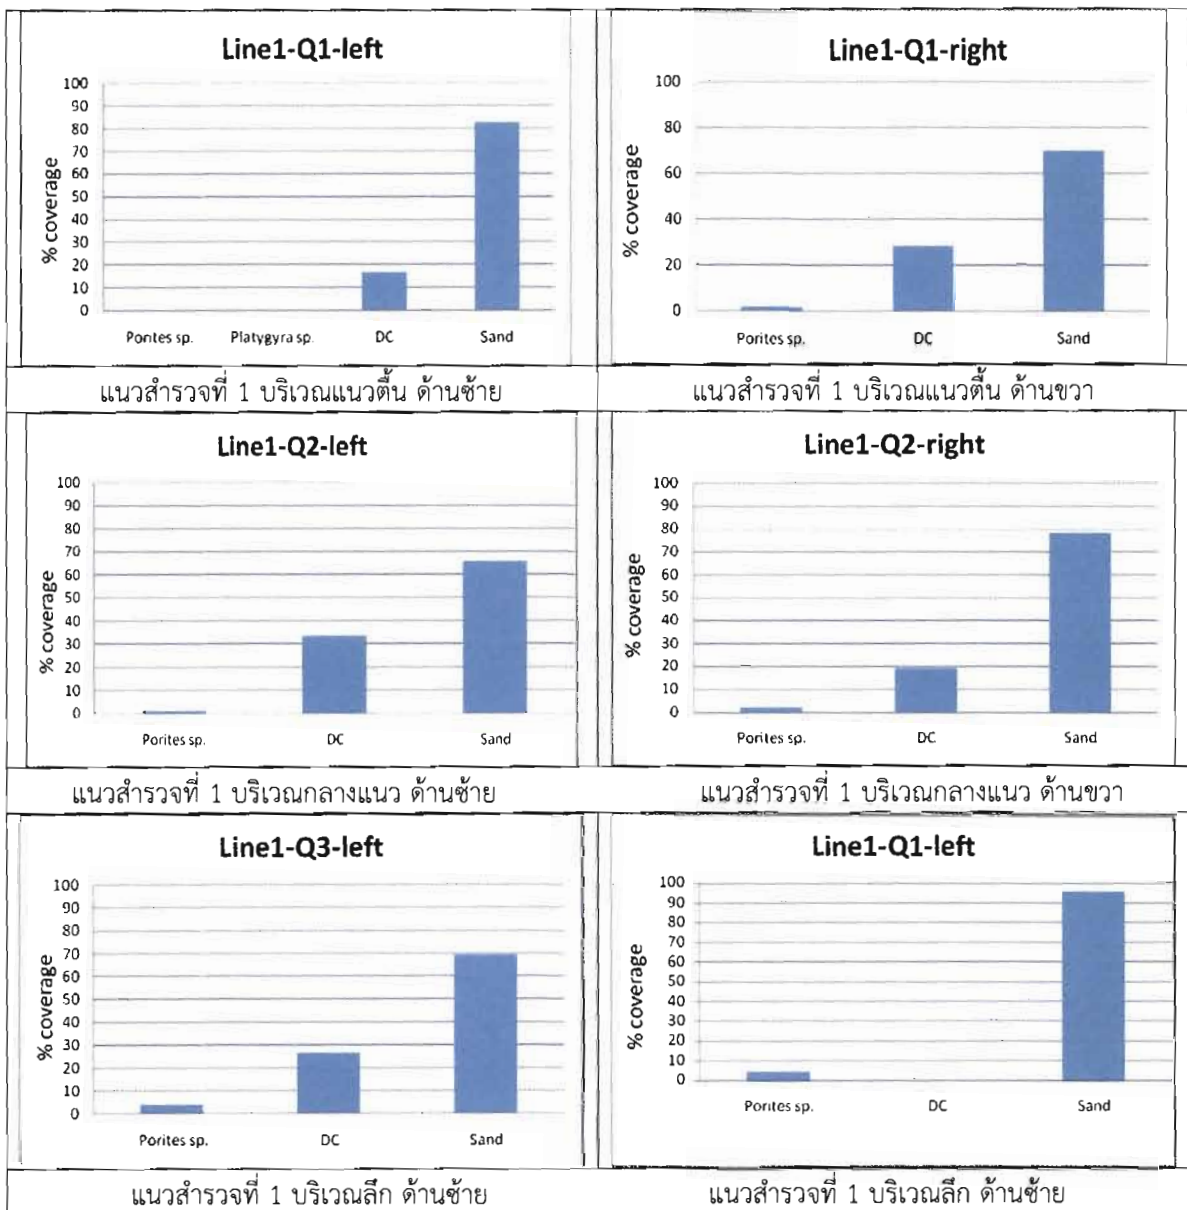 Line1-Q1-left
% coverage
100
90
80
70
60
50
40
30
20
10
0
Porites sp. Platygyra sp. DC Sand
แนวสำรวจที่ 1 บริเวณแนวตื้น ด้านซ้าย
Line1-Q1-right
% coverage
100
80
60
40
20
0
Porites sp. DC Sand
แนวสำรวจที่ 1 บริเวณแนวตื้น ด้านขวา
Line1-Q2-left
% coverage
100
90
80
70
60
50
40
30
20
10
0
Porites sp. DC Sand
แนวสำรวจที่ 1 บริเวณกลางแนว ด้านซ้าย
Line1-Q2-right
% coverage
100
90
80
70
60
50
40
30
20
10
0
Porites sp. DC Sand
แนวสำรวจที่ 1 บริเวณกลางแนว ด้านขวา
Line1-Q3-left
% coverage
100
90
80
70
60
50
40
30
20
10
0
Porites sp. DC Sand
แนวสำรวจที่ 1 บริเวณลึก ด้านซ้าย
Line1-Q1-left
% coverage
100
90
80
70
60
50
40
30
20
10
0
Porites sp. DC Sand
แนวสำรวจที่ 1 บริเวณลึก ด้านซ้าย